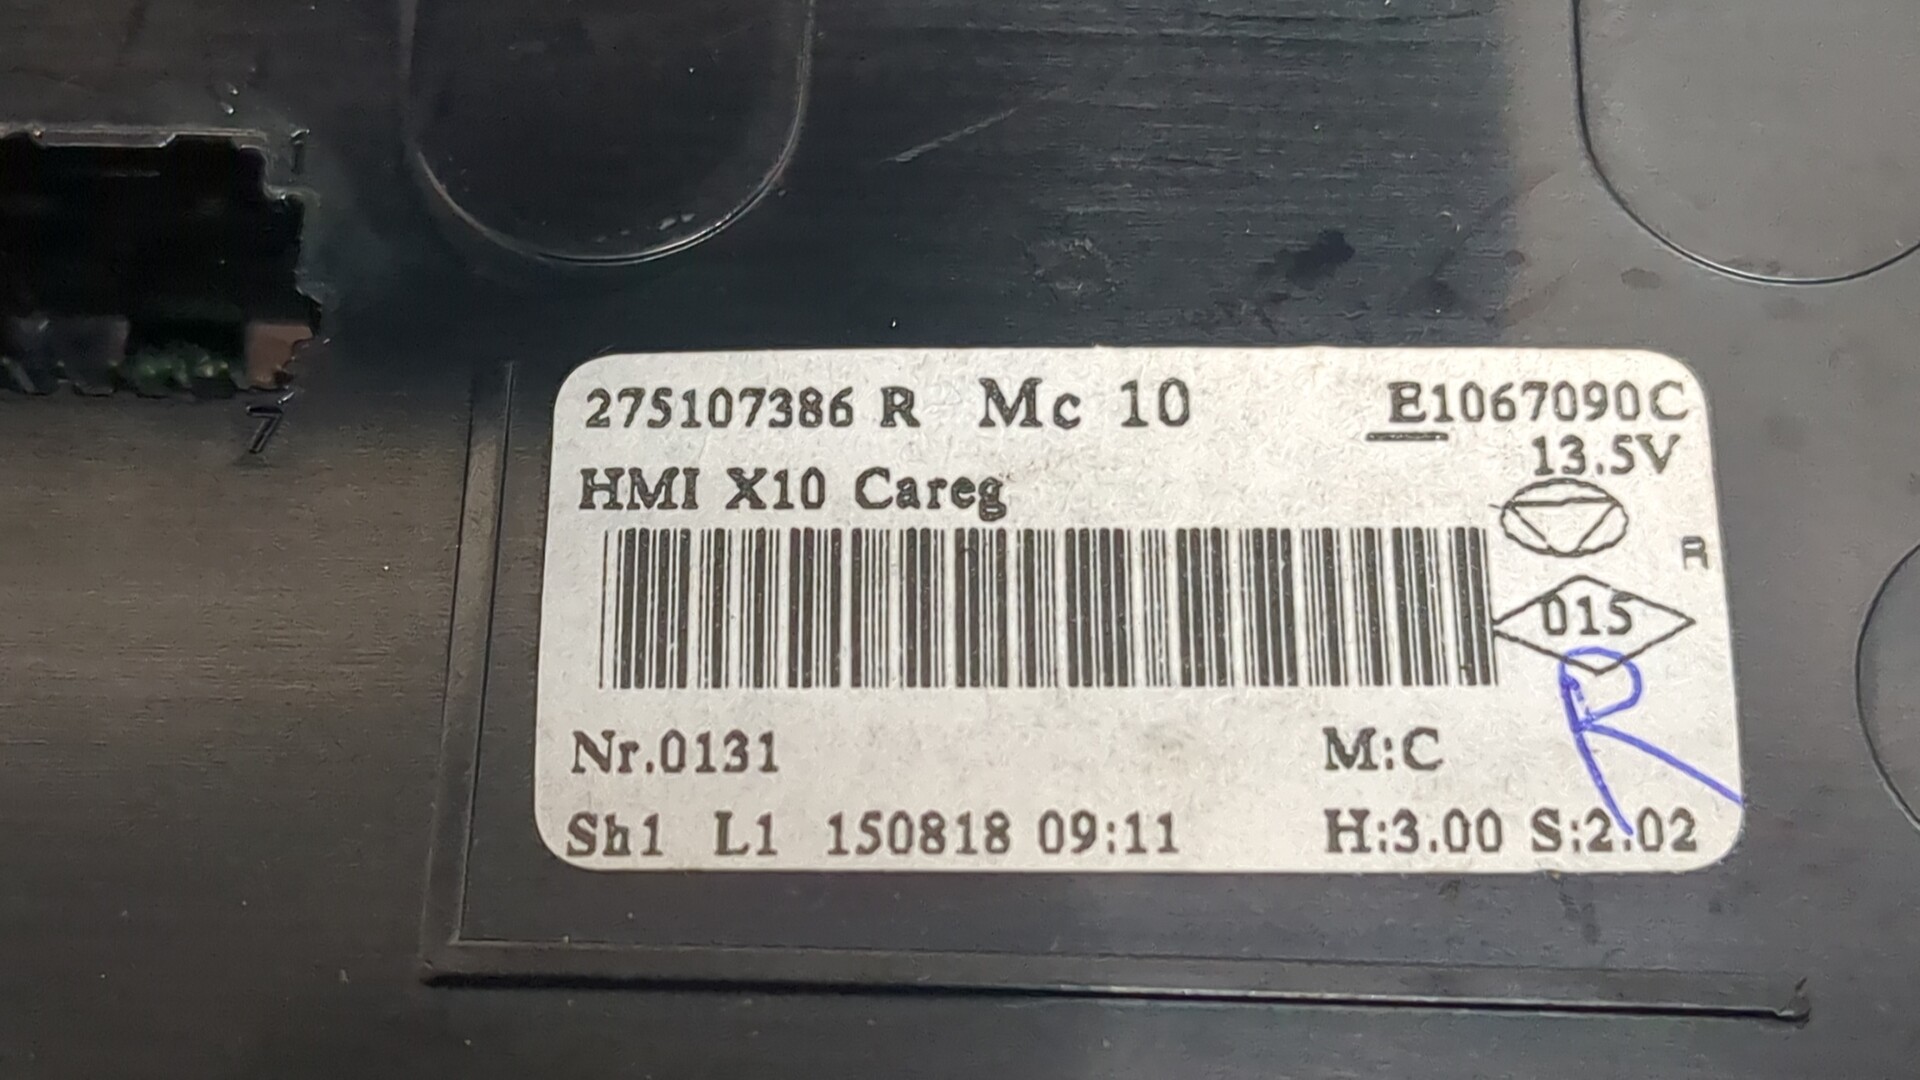 275107386 R Mc 10 E1067090C
13.5V
HMI X10 Careg
R
015
R
Nr.0131 M:C
Sh1 L1 150818 09:11 H:3.00 S:2.02
1
7